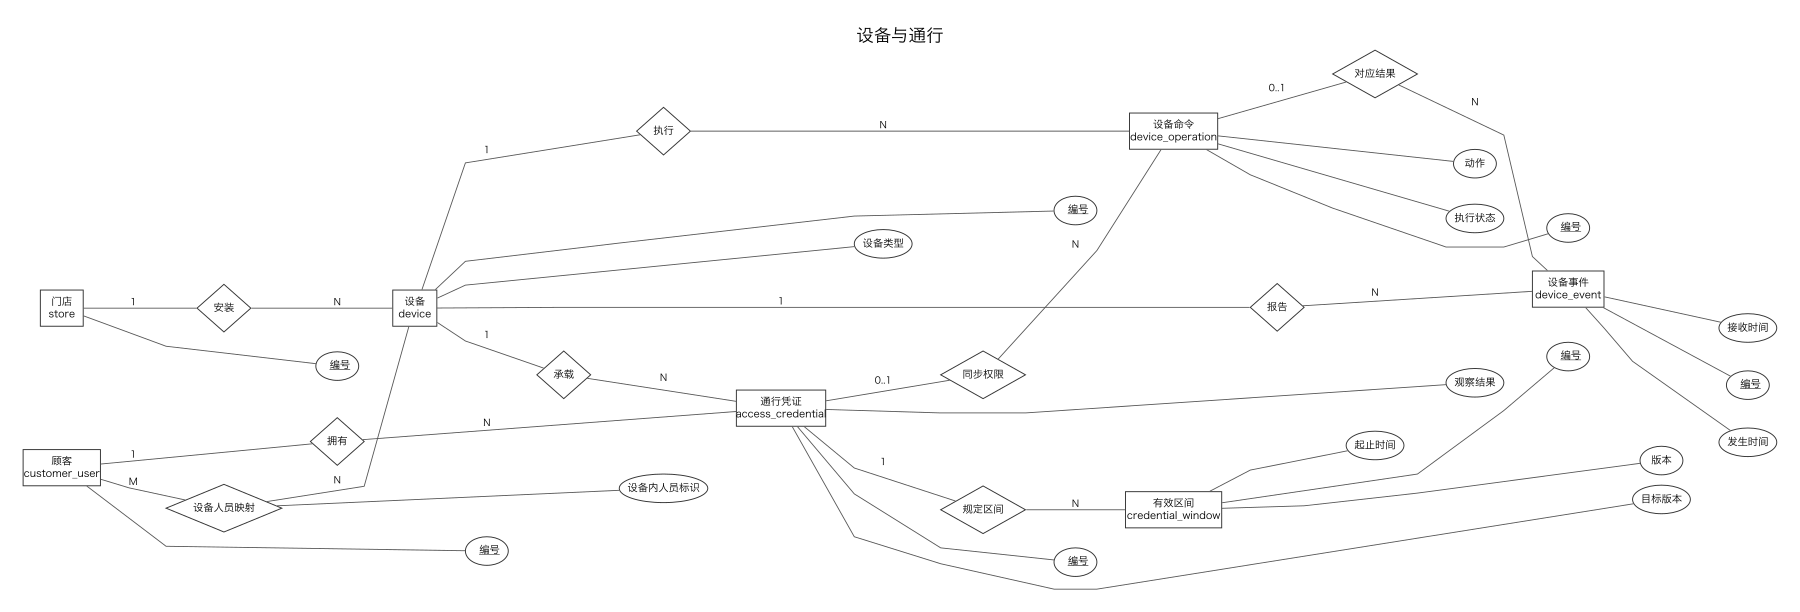 设备与通行
对应结果
0..1
N
执行
N
1
设备命令
device_operation
动作
执行状态
编号
编号
设备类型
N
门店
store
1
安装
N
设备
device
1
报告
N
设备事件
device_event
接收时间
编号
发生时间
编号
1
承载
N
同步权限
0..1
编号
观察结果
通行凭证
access_credential
拥有
1
N
顾客
customer_user
M
N
设备人员映射
设备内人员标识
编号
1
规定区间
N
有效区间
credential_window
起止时间
版本
目标版本
编号